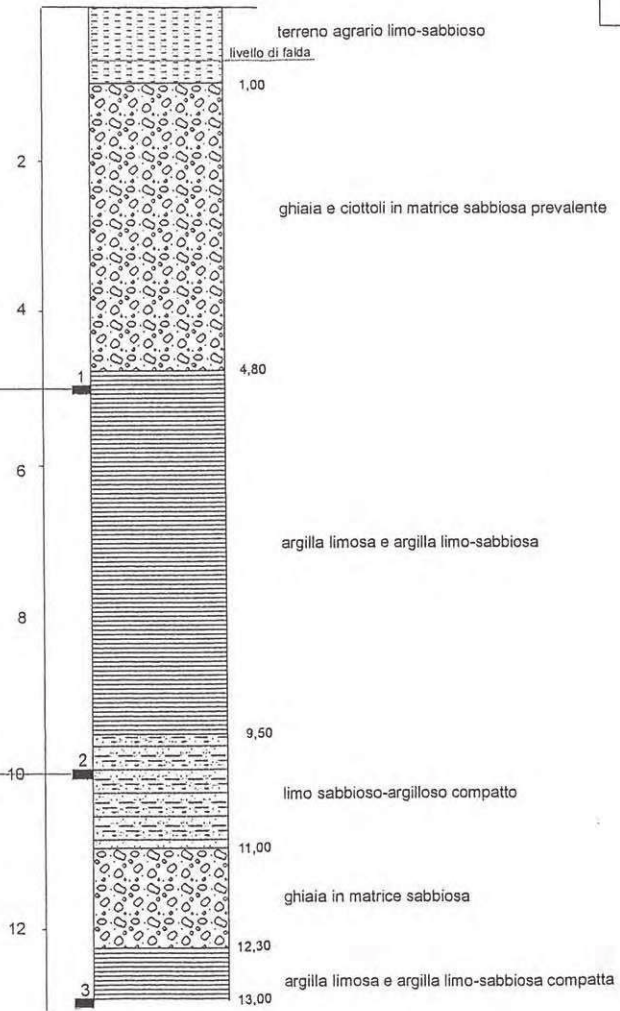 terreno agrario limo-sabbioso
livello di falda
1,00
2
ghiaia e ciottoli in matrice sabbiosa prevalente
4
4,80
1
6
argilla limosa e argilla limo-sabbiosa
8
9,50
2
10
limo sabbioso-argilloso compatto
11,00
ghiaia in matrice sabbiosa
12
12,30
argilla limosa e argilla limo-sabbiosa compatta
3
13,00